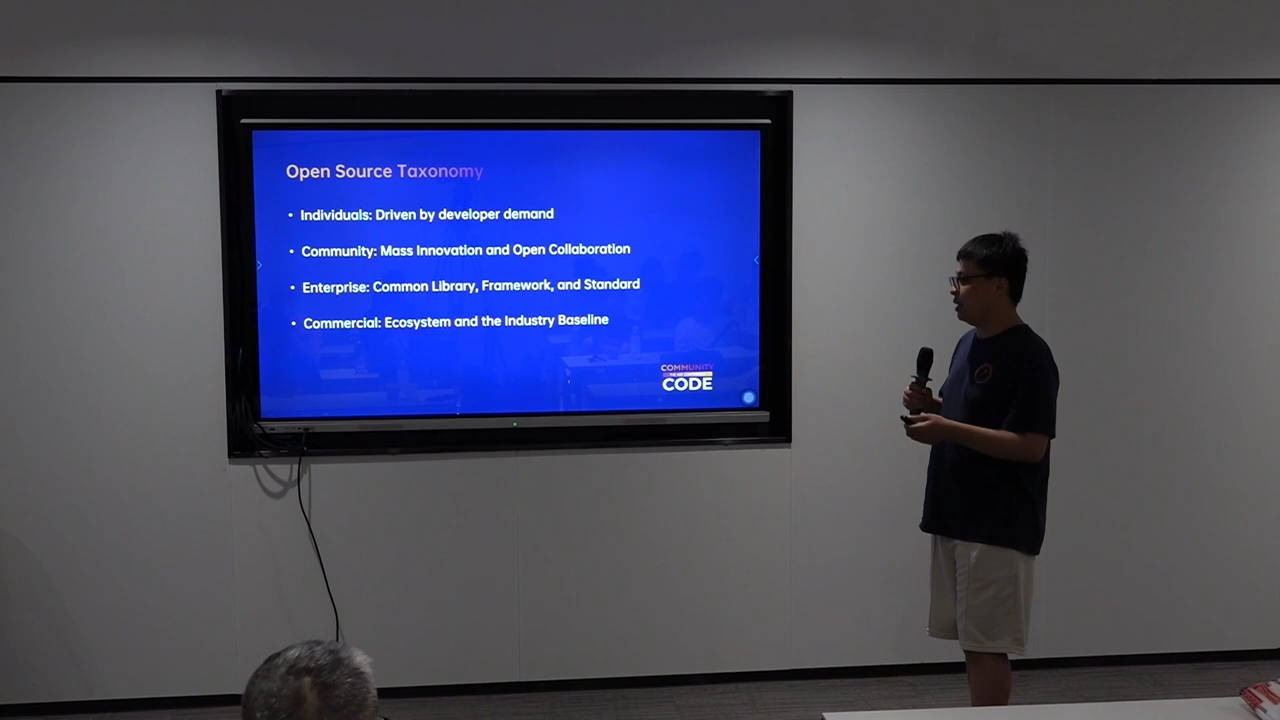 Open Source Taxonomy
• Individuals: Driven by developer demand
• Community: Mass Innovation and Open Collaboration
• Enterprise: Common Library, Framework, and Standard
• Commercial: Ecosystem and the Industry Baseline
COMMUNITY
CODE